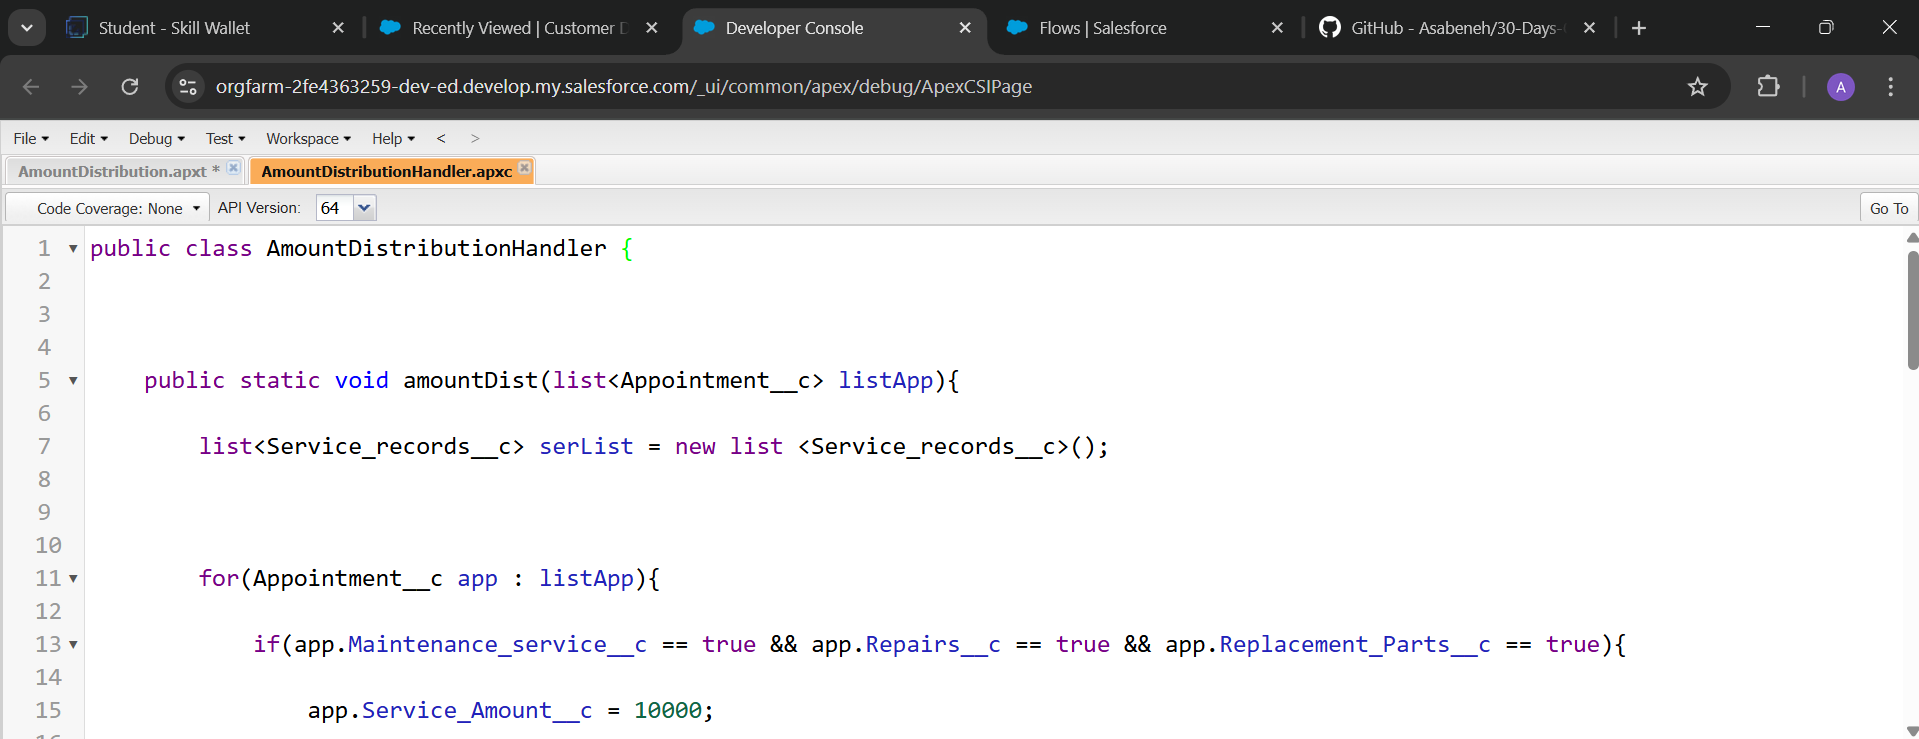 Student - Skill Wallet
Recently Viewed | Customer D
Developer Console
Flows | Salesforce
GitHub - Asabeneh/30-Days-
orgfarm-2fe4363259-dev-ed.develop.my.salesforce.com/_ui/common/apex/debug/ApexCSIPage
A
File Edit Debug Test Workspace Help < >
AmountDistribution.apxt * AmountDistributionHandler.apxc
Code Coverage: None API Version: 64 Go To
1 public class AmountDistributionHandler {
2
3
4
5 public static void amountDist(list<Appointment__c> listApp){
6
7 list<Service_records__c> serList = new list <Service_records__c>();
8
9
10
11 for(Appointment__c app : listApp){
12
13 if(app.Maintenance_service__c == true && app.Repairs__c == true && app.Replacement_Parts__c == true){
14
15 app.Service_Amount__c = 10000;